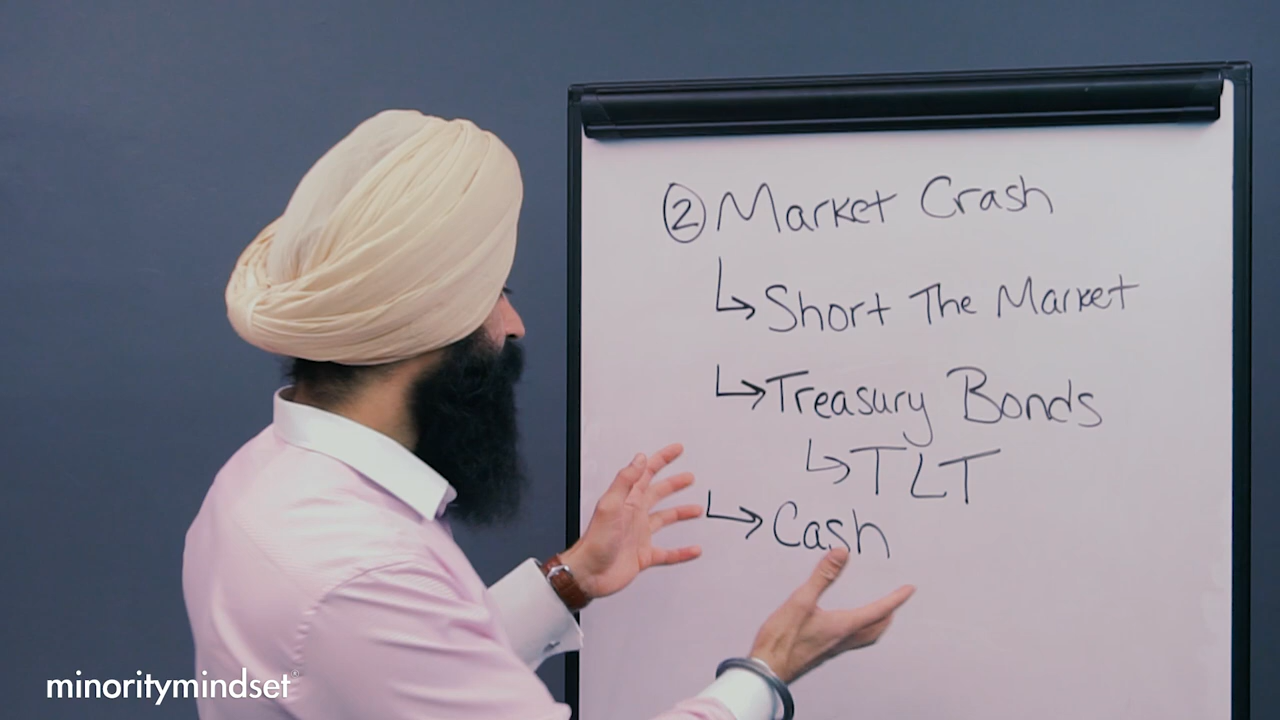 ② Market Crash
↳ Short The Market
↳ Treasury Bonds
↳ TLT
↳ Cash
minoritymindset